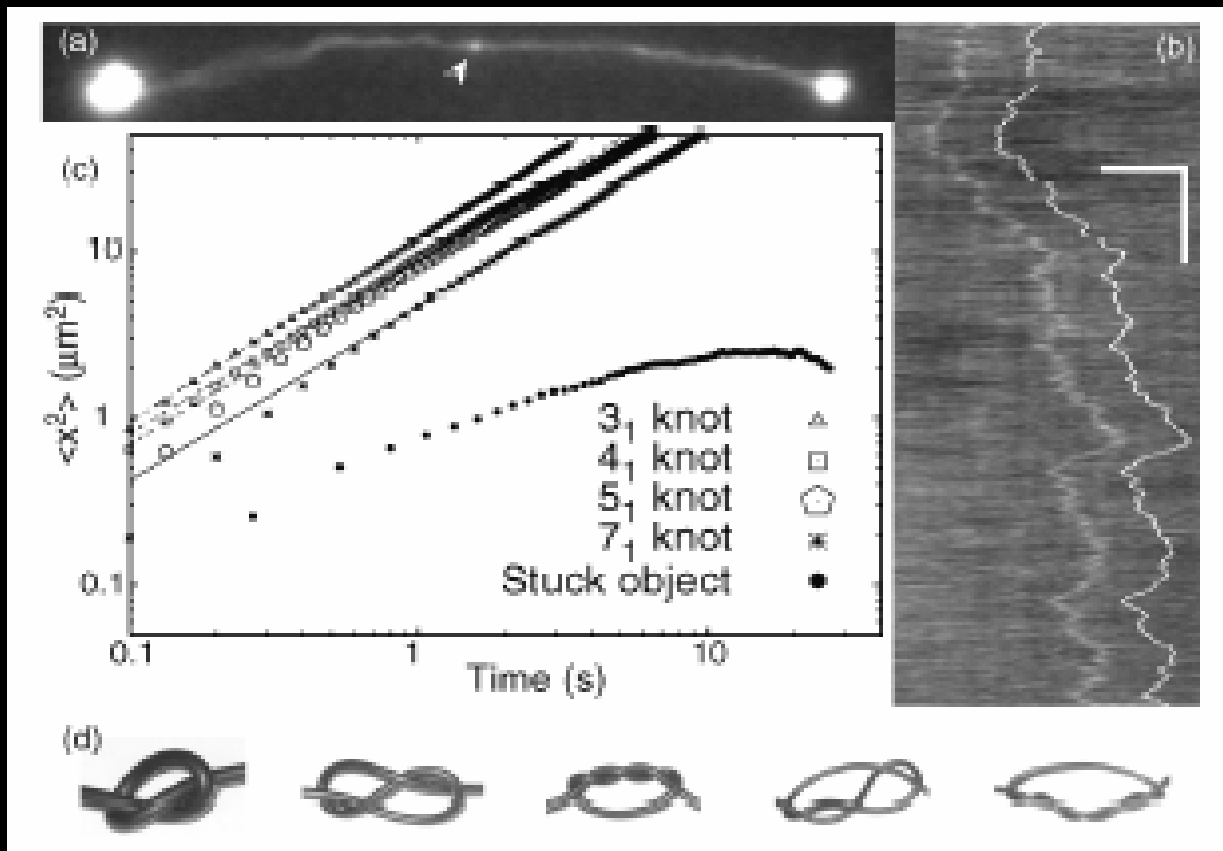 (a)
(b)
(c)
<x²> (μm²)
10
1
0.1
0.1
1
10
Time (s)
3₁ knot
4₁ knot
5₁ knot
7₁ knot
Stuck object
(d)